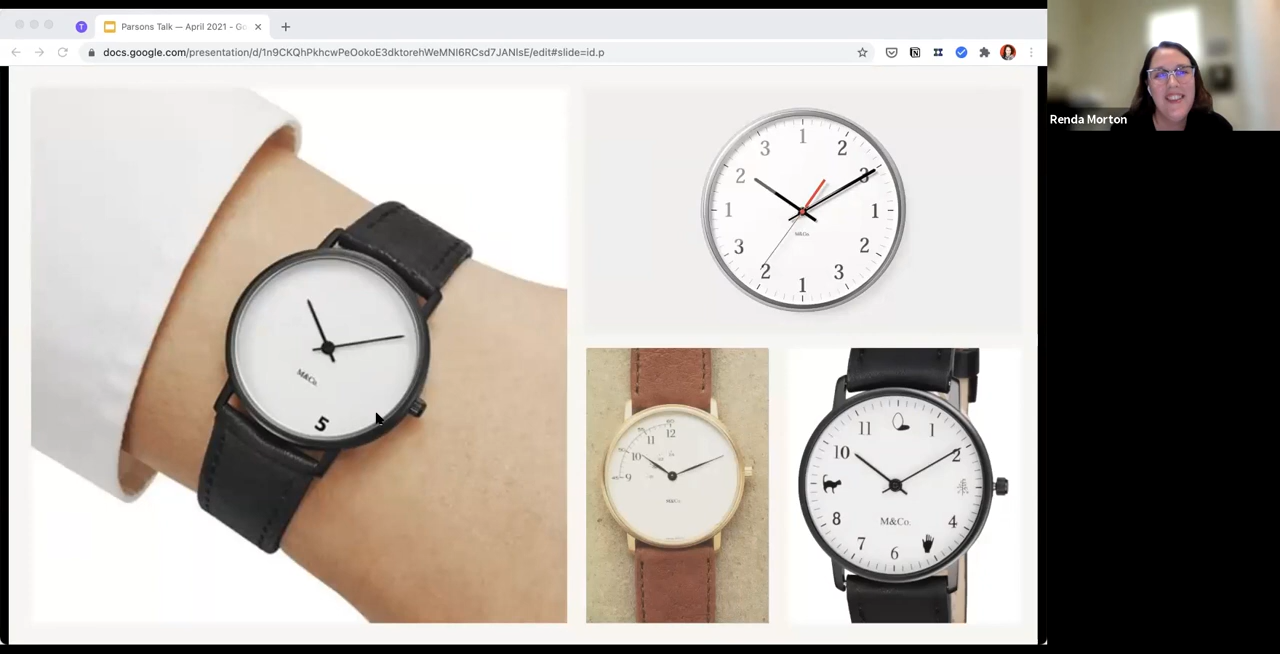 Parsons Talk — April 2021 - Go
docs.google.com/presentation/d/1n9CKQhPkhcwPeOokoE3dktorehWeMNI6RCsd7JANlsE/edit#slide=id.p
Renda Morton
M&Co.
5
1
3 2
2 3
1 1
3 2
2 3
1
M&Co.
12
11
10
9
M&Co.
11 1
10 2
8 4
7
6
M&Co.